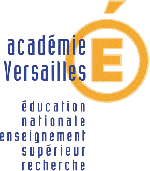 académie
Versailles
É
éducation
nationale
enseignement
supérieur
recherche